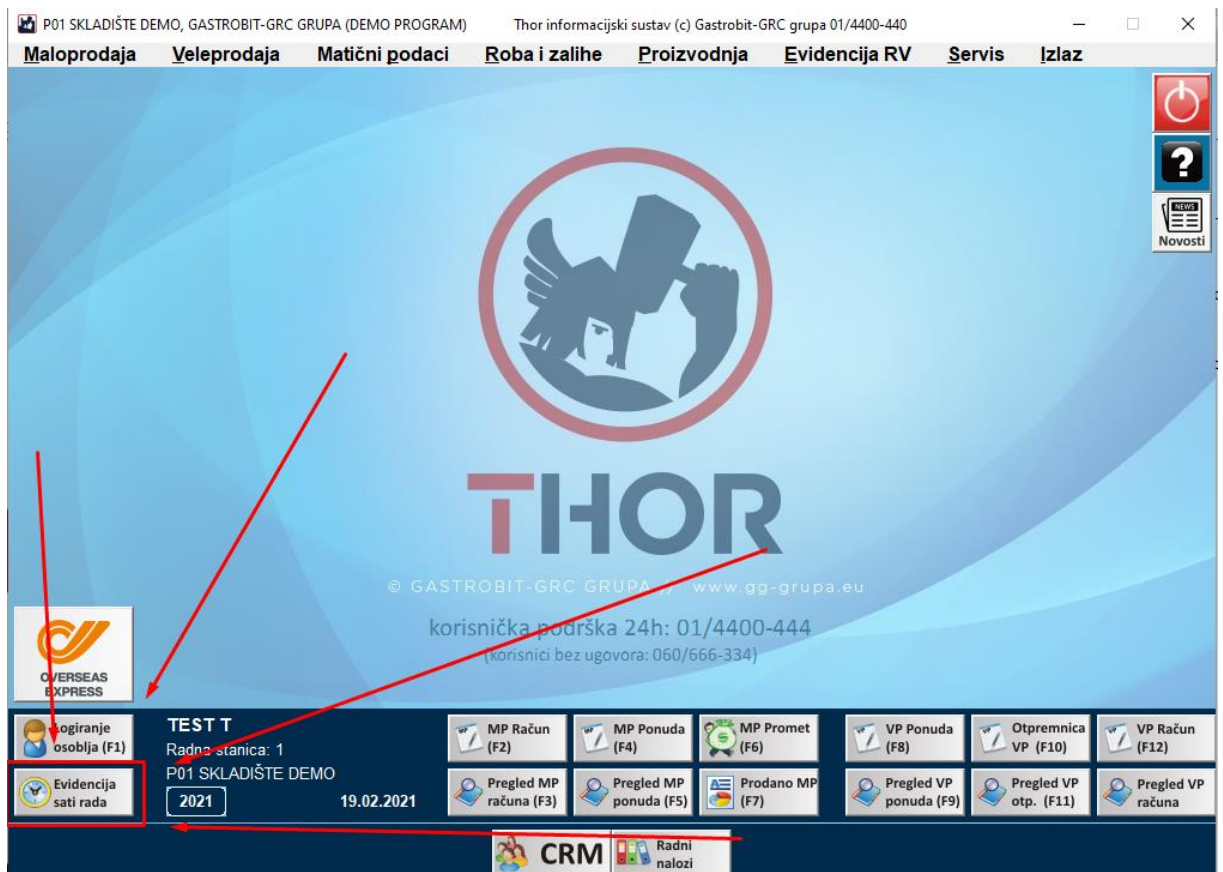 P01 SKLADIŠTE DEMO, GASTROBIT-GRC GRUPA (DEMO PROGRAM) Thor informacijski sustav (c) Gastrobit-GRC grupa 01/4400-440
Maloprodaja Veleprodaja Matični podaci Roba i zalihe Proizvodnja Evidencija RV Servis Izlaz
?
NEWS
Novosti
THOR
© GASTROBIT-GRC GRUPA // www.gg-grupa.eu
korisnička podrška 24h: 01/4400-444
(korisnici bez ugovora: 060/666-334)
OVERSEAS
EXPRESS
Logiranje
osoblja (F1)
Evidencija
sati rada
TEST T
Radna stanica: 1
P01 SKLADIŠTE DEMO
2021 19.02.2021
MP Račun
(F2)
MP Ponuda
(F4)
MP Promet
(F6)
VP Ponuda
(F8)
Otpremnica
VP (F10)
VP Račun
(F12)
Pregled MP
računa (F3)
Pregled MP
ponuda (F5)
Prodano MP
(F7)
Pregled VP
ponuda (F9)
Pregled VP
otp. (F11)
Pregled VP
računa
CRM
Radni
nalozi